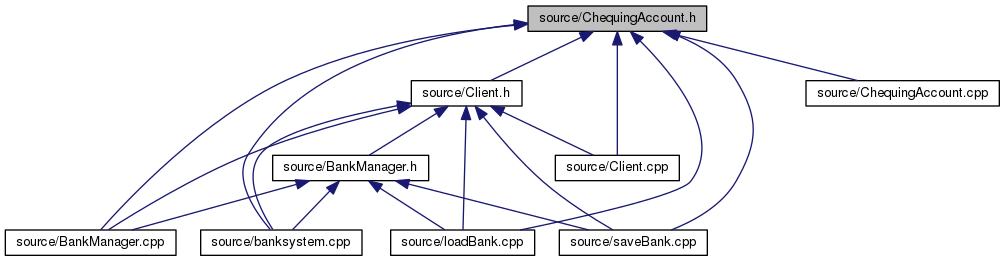 source/ChequingAccount.h
source/Client.h
source/ChequingAccount.cpp
source/BankManager.h
source/Client.cpp
source/BankManager.cpp
source/banksystem.cpp
source/loadBank.cpp
source/saveBank.cpp